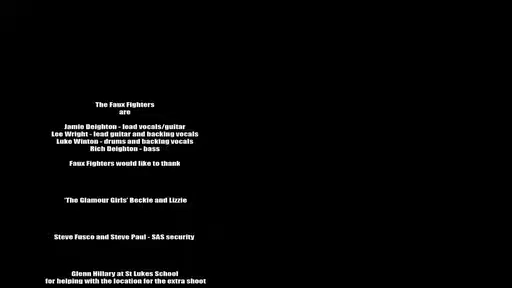 The Faux Fighters
are
Jamie Deighton - lead vocals/guitar
Lee Wright - lead guitar and backing vocals
Luke Winton - drums and backing vocals
Rich Deighton - bass
Faux Fighters would like to thank
'The Glamour Girls' Beckie and Lizzie
Steve Fusco and Steve Paul - SAS security
Glenn Hillary at St Lukes School
for helping with the location for the extra shoot